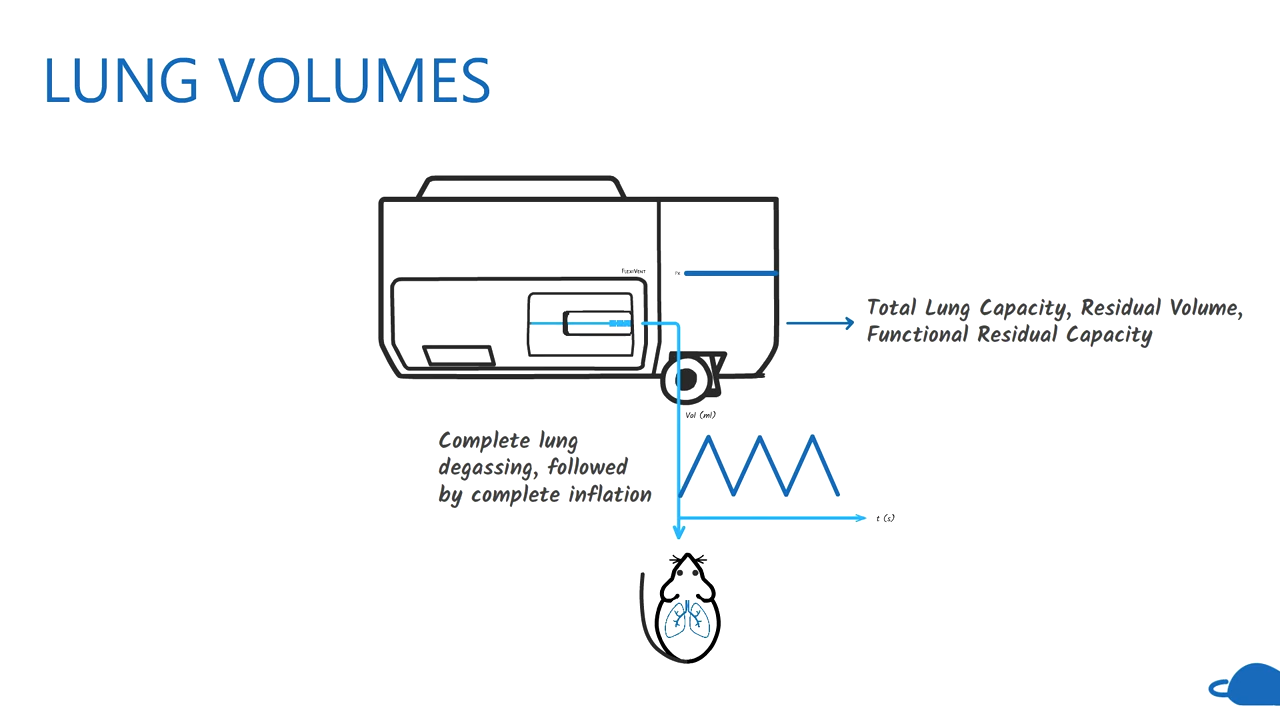 LUNG VOLUMES
FLEXIVENT
Pr
Total Lung Capacity, Residual Volume,
Functional Residual Capacity
Vol (ml)
Complete lung
degassing, followed
by complete inflation
t (s)